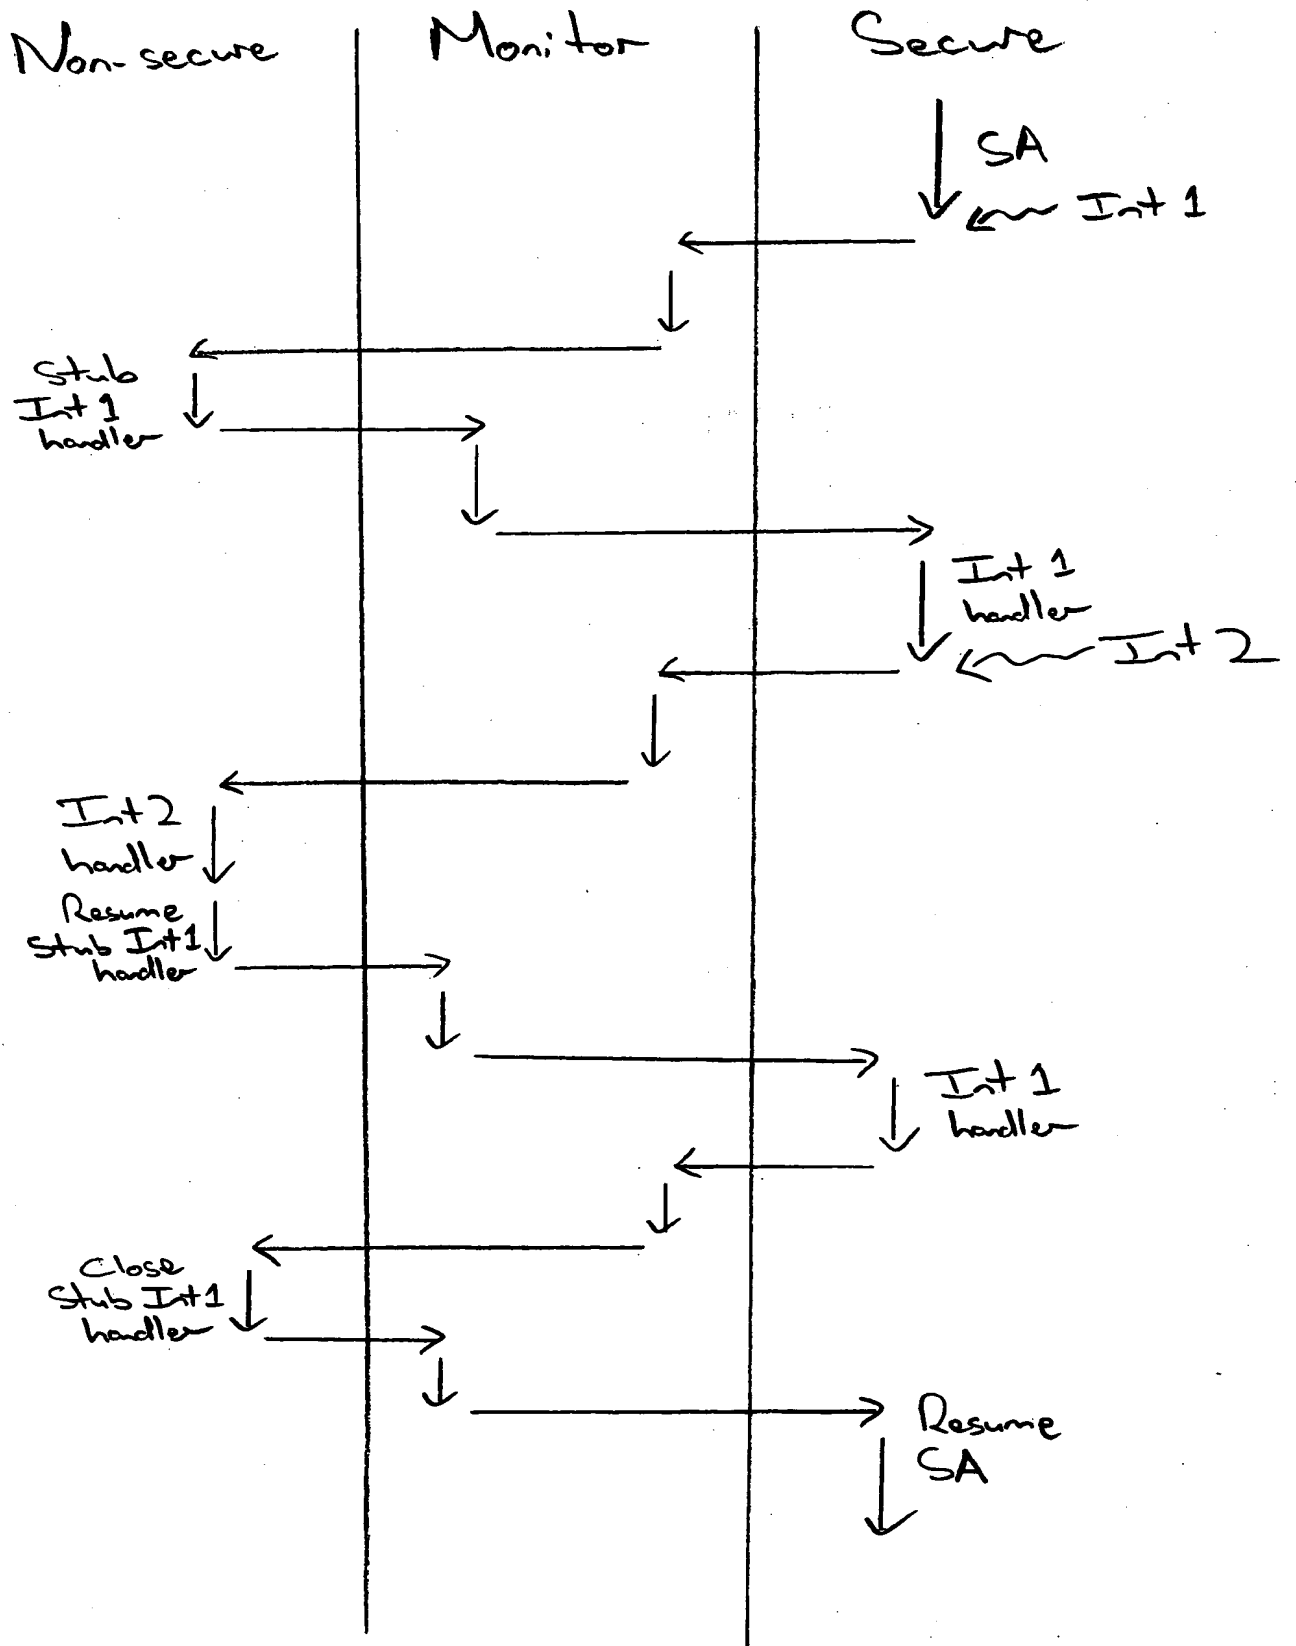 Non-secure
Monitor
Secure
SA
Int 1
Stub
Int 1
handler
Int 1
handler
Int 2
Int 2
handler
Resume
Stub Int 1
handler
Int 1
handler
Close
Stub Int 1
handler
Resume
SA